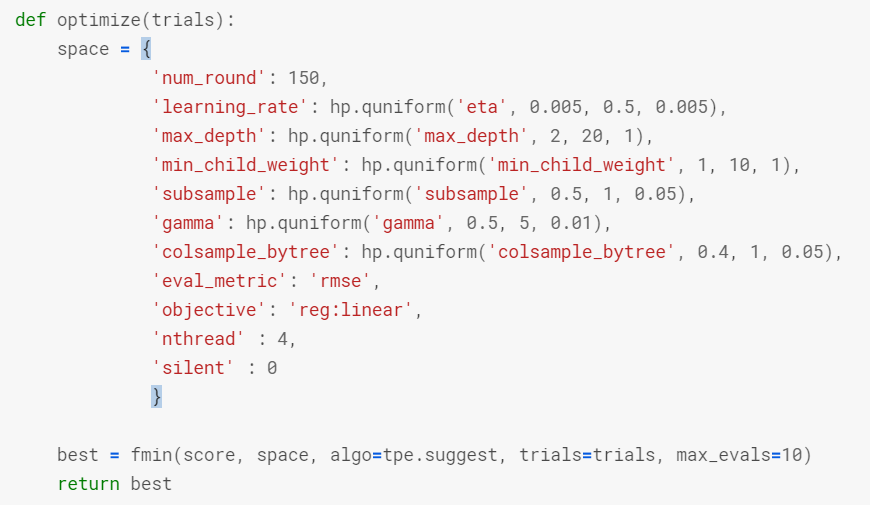 def optimize(trials):
    space = {
             'num_round': 150,
             'learning_rate': hp.quniform('eta', 0.005, 0.5, 0.005),
             'max_depth': hp.quniform('max_depth', 2, 20, 1),
             'min_child_weight': hp.quniform('min_child_weight', 1, 10, 1),
             'subsample': hp.quniform('subsample', 0.5, 1, 0.05),
             'gamma': hp.quniform('gamma', 0.5, 5, 0.01),
             'colsample_bytree': hp.quniform('colsample_bytree', 0.4, 1, 0.05),
             'eval_metric': 'rmse',
             'objective': 'reg:linear',
             'nthread' : 4,
             'silent' : 0
             }
    best = fmin(score, space, algo=tpe.suggest, trials=trials, max_evals=10)
    return best